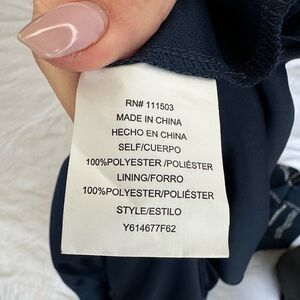 RN# 111503
MADE IN CHINA
HECHO EN CHINA
SELF/CUERPO
100%POLYESTER /POLIÉSTER
LINING/FORRO
100%POLYESTER/POLIÉSTER
STYLE/ESTILO
Y614677F62